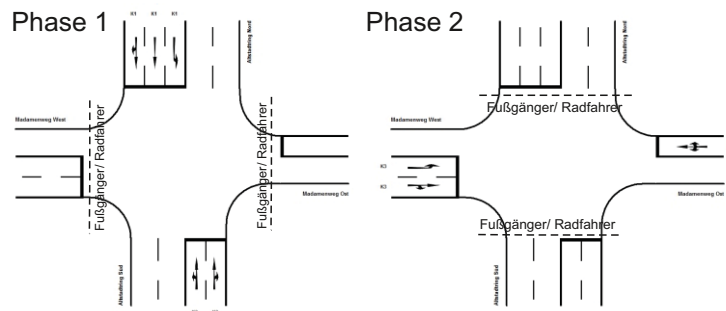 Phase 1
K1 K1 K1
Altstadtring Nord
Madamenweg West
Fußgänger/ Radfahrer
Fußgänger/ Radfahrer
Madamenweg Ost
Altstadtring Süd
Phase 2
Altstadtring Nord
Fußgänger/ Radfahrer
Madamenweg West
K3
K3
Madamenweg Ost
Fußgänger/ Radfahrer
Altstadtring Süd